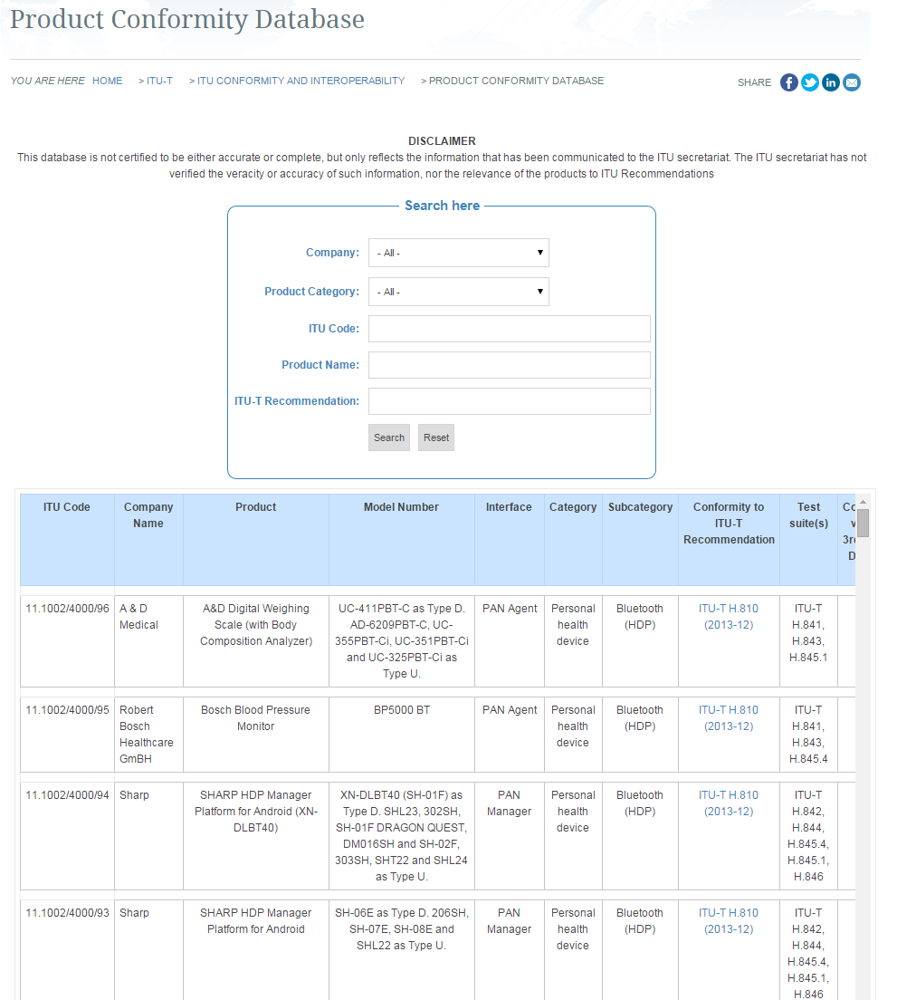 Product Conformity Database
YOU ARE HERE HOME > ITU-T > ITU CONFORMITY AND INTEROPERABILITY > PRODUCT CONFORMITY DATABASE SHARE
DISCLAIMER
This database is not certified to be either accurate or complete, but only reflects the information that has been communicated to the ITU secretariat. The ITU secretariat has not
verified the veracity or accuracy of such information, nor the relevance of the products to ITU Recommendations
Search here
Company: - All -
Product Category: - All -
ITU Code:
Product Name:
ITU-T Recommendation:
Search Reset
ITU Code
Company
Name
Product
Model Number
Interface
Category
Subcategory
Conformity to
ITU-T
Recommendation
Test
suite(s)
11.1002/4000/96
A & D
Medical
A&D Digital Weighing
Scale (with Body
Composition Analyzer)
UC-411PBT-C as Type D.
AD-6209PBT-C, UC-
355PBT-Ci, UC-351PBT-Ci
and UC-325PBT-Ci as
Type U.
PAN Agent
Personal
health
device
Bluetooth
(HDP)
ITU-T H.810
(2013-12)
ITU-T
H.841,
H.843,
H.845.1
11.1002/4000/95
Robert
Bosch
Healthcare
GmBH
Bosch Blood Pressure
Monitor
BP5000 BT
PAN Agent
Personal
health
device
Bluetooth
(HDP)
ITU-T H.810
(2013-12)
ITU-T
H.841,
H.843,
H.845.4
11.1002/4000/94
Sharp
SHARP HDP Manager
Platform for Android (XN-
DLBT40)
XN-DLBT40 (SH-01F) as
Type D. SHL23, 302SH,
SH-01F DRAGON QUEST,
DM016SH and SH-02F,
303SH, SHT22 and SHL24
as Type U.
PAN
Manager
Personal
health
device
Bluetooth
(HDP)
ITU-T H.810
(2013-12)
ITU-T
H.842,
H.844,
H.845.4,
H.845.1,
H.846
11.1002/4000/93
Sharp
SHARP HDP Manager
Platform for Android
SH-06E as Type D. 206SH,
SH-07E, SH-08E and
SHL22 as Type U.
PAN
Manager
Personal
health
device
Bluetooth
(HDP)
ITU-T H.810
(2013-12)
ITU-T
H.842,
H.844,
H.845.4,
H.845.1,
H.846